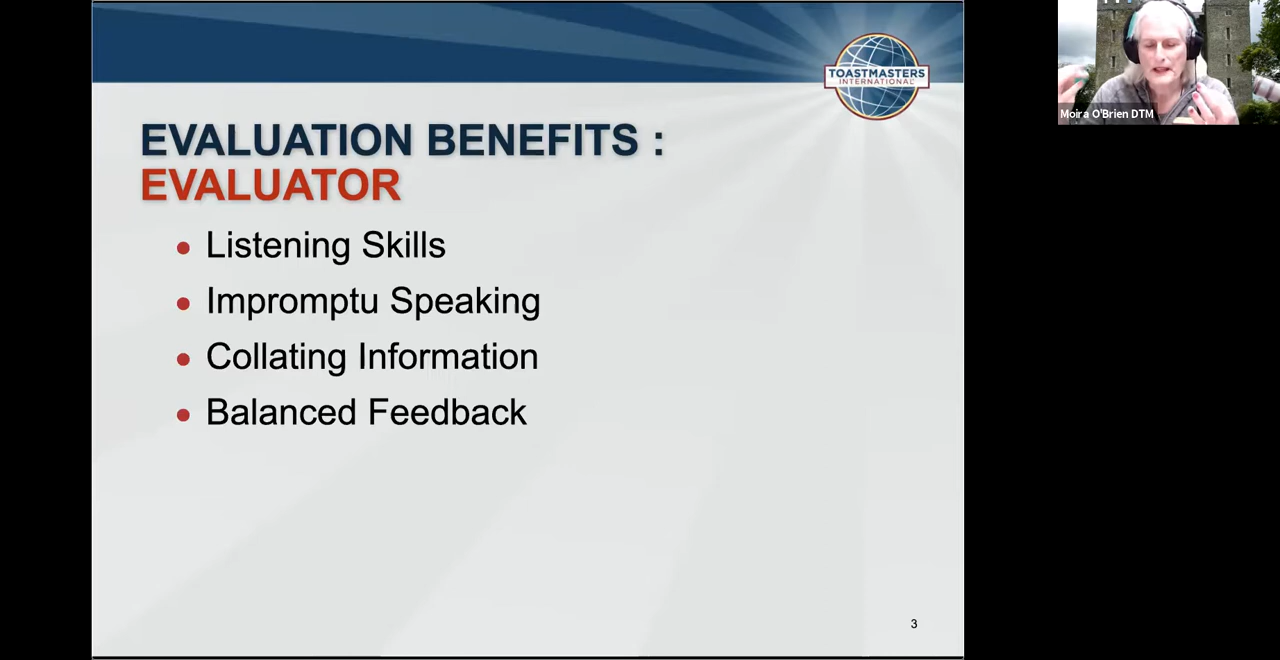 TOASTMASTERS
INTERNATIONAL
EVALUATION BENEFITS :
EVALUATOR
Listening Skills
Impromptu Speaking
Collating Information
Balanced Feedback
3
Moira O'Brien DTM